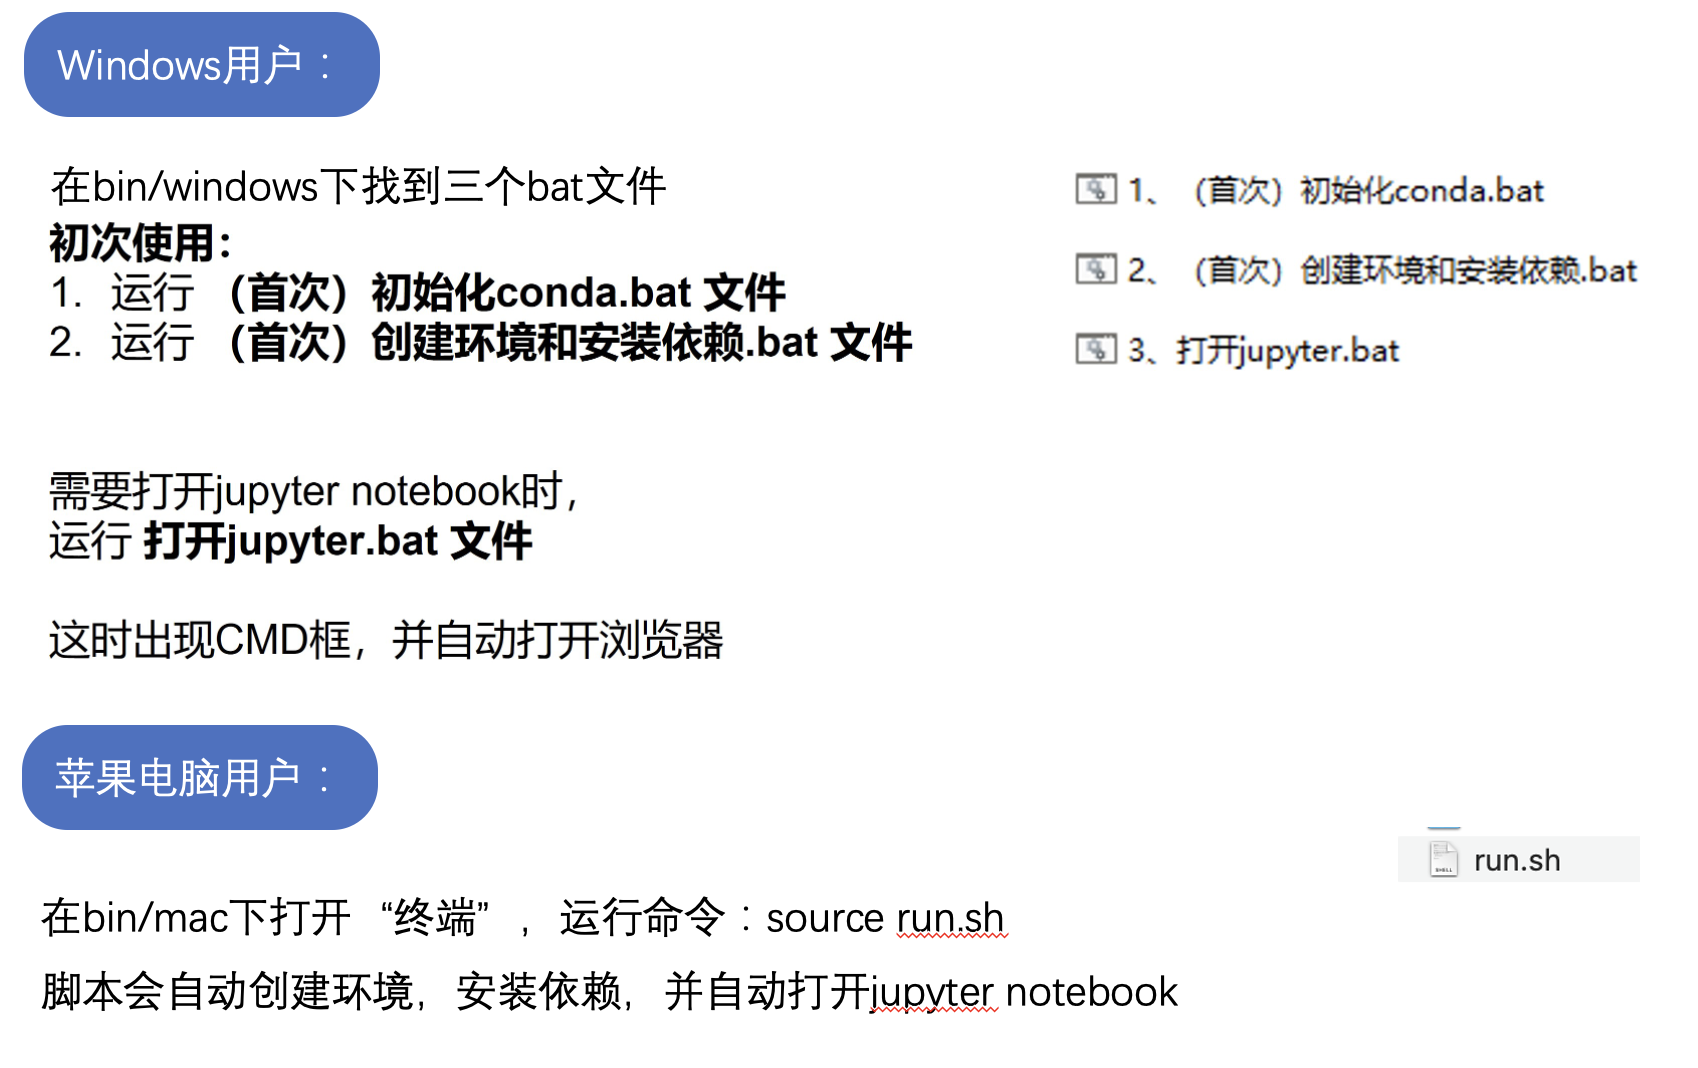 Windows用户：
在bin/windows下找到三个bat文件
初次使用：
1. 运行 （首次）初始化conda.bat 文件
2. 运行 （首次）创建环境和安装依赖.bat 文件
1、（首次）初始化conda.bat
2、（首次）创建环境和安装依赖.bat
3、打开jupyter.bat
需要打开jupyter notebook时，
运行 打开jupyter.bat 文件
这时出现CMD框，并自动打开浏览器
苹果电脑用户：
run.sh
SHELL
在bin/mac下打开“终端”，运行命令：source run.sh
脚本会自动创建环境，安装依赖，并自动打开jupyter notebook